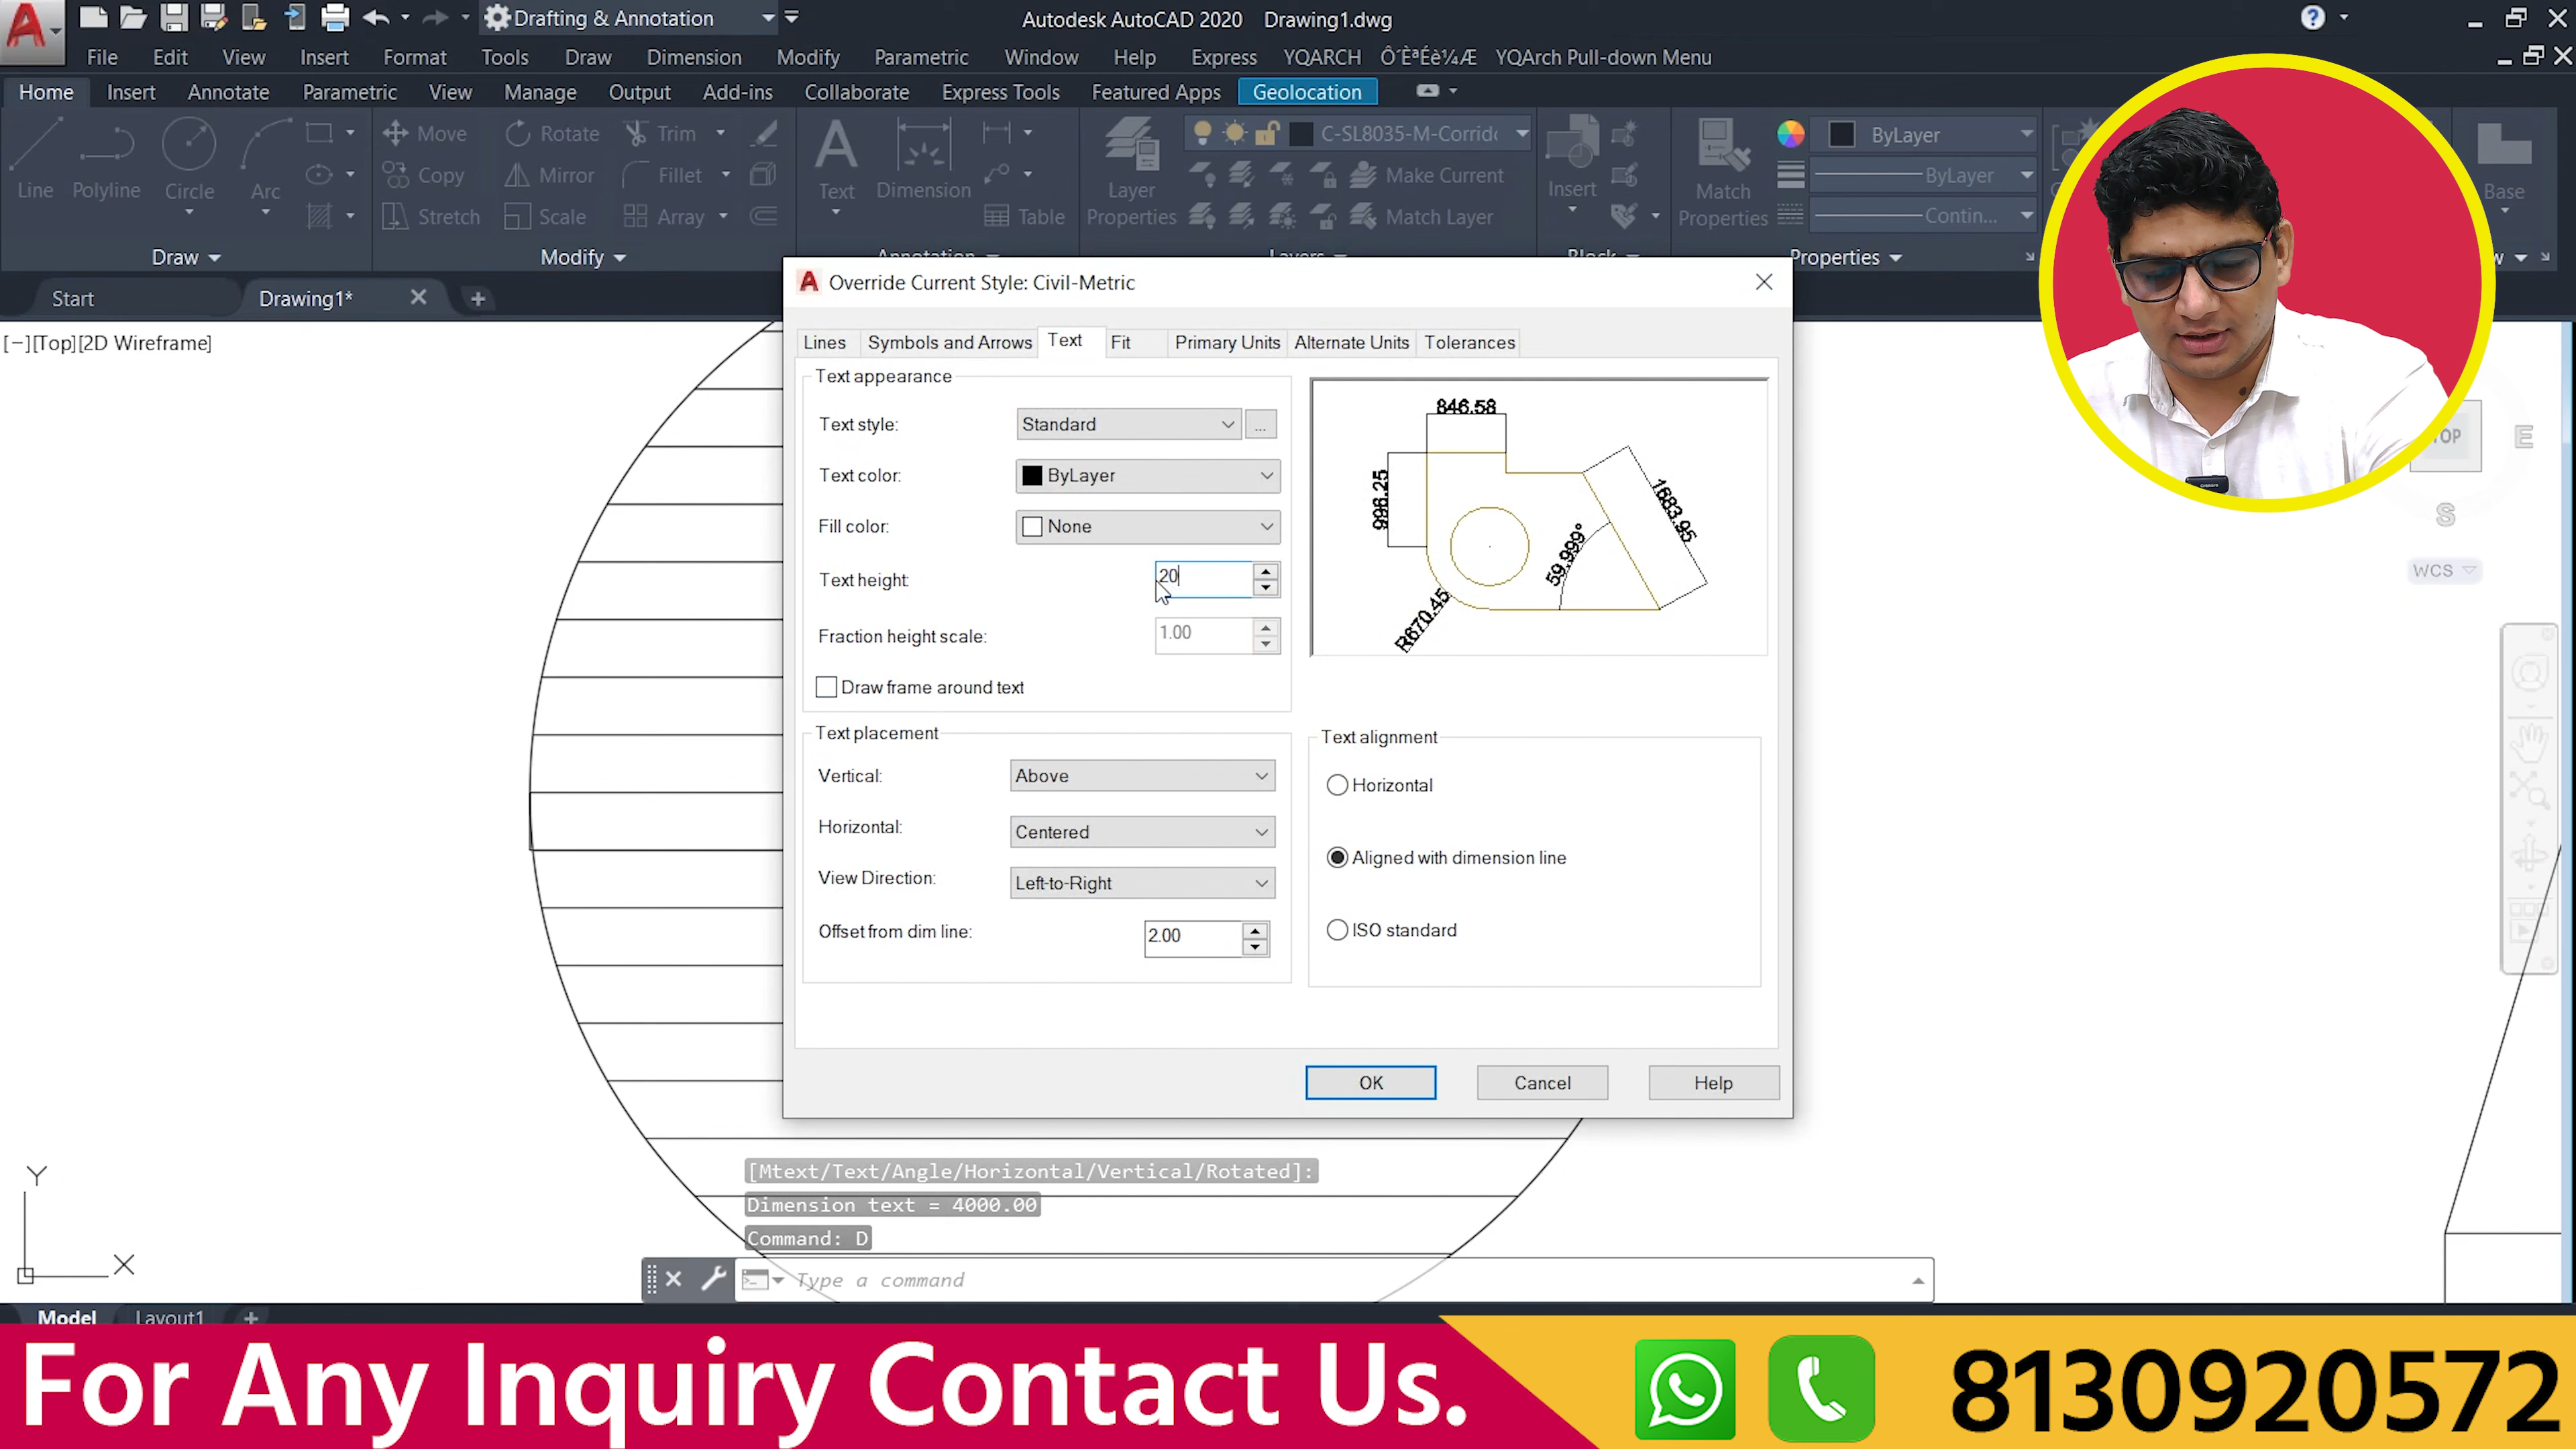 Drafting & Annotation
Autodesk AutoCAD 2020 Drawing1.dwg
File Edit View Insert Format Tools Draw Dimension Modify Parametric Window Help Express YQARCH Ô´ÈªÉè¼Æ YQArch Pull-down Menu
Home Insert Annotate Parametric View Manage Output Add-ins Collaborate Express Tools Featured Apps Geolocation
Line Polyline Circle Arc
Move Rotate Trim
Copy Mirror Fillet
Stretch Scale Array
Text Dimension Table
Layer Properties
C-SL8035-M-Corrido
Make Current
Match Layer
Insert
Match Properties
ByLayer
ByLayer
Contin...
Base
Draw Modify Annotation Layers Block Properties
Start Drawing1*
[−][Top][2D Wireframe]
Override Current Style: Civil-Metric
Lines Symbols and Arrows Text Fit Primary Units Alternate Units Tolerances
Text appearance
Text style: Standard ...
Text color: ByLayer
Fill color: None
Text height: 20
Fraction height scale: 1.00
Draw frame around text
846.58
996.25
1683.95
59.999°
R670.45
Text placement
Vertical: Above
Horizontal: Centered
View Direction: Left-to-Right
Offset from dim line: 2.00
Text alignment
Horizontal
Aligned with dimension line
ISO standard
OK Cancel Help
TOP
E
S
WCS
[Mtext/Text/Angle/Horizontal/Vertical/Rotated]:
Dimension text = 4000.00
Command: D
Type a command
Y
X
Model Layout1
For Any Inquiry Contact Us. 8130920572